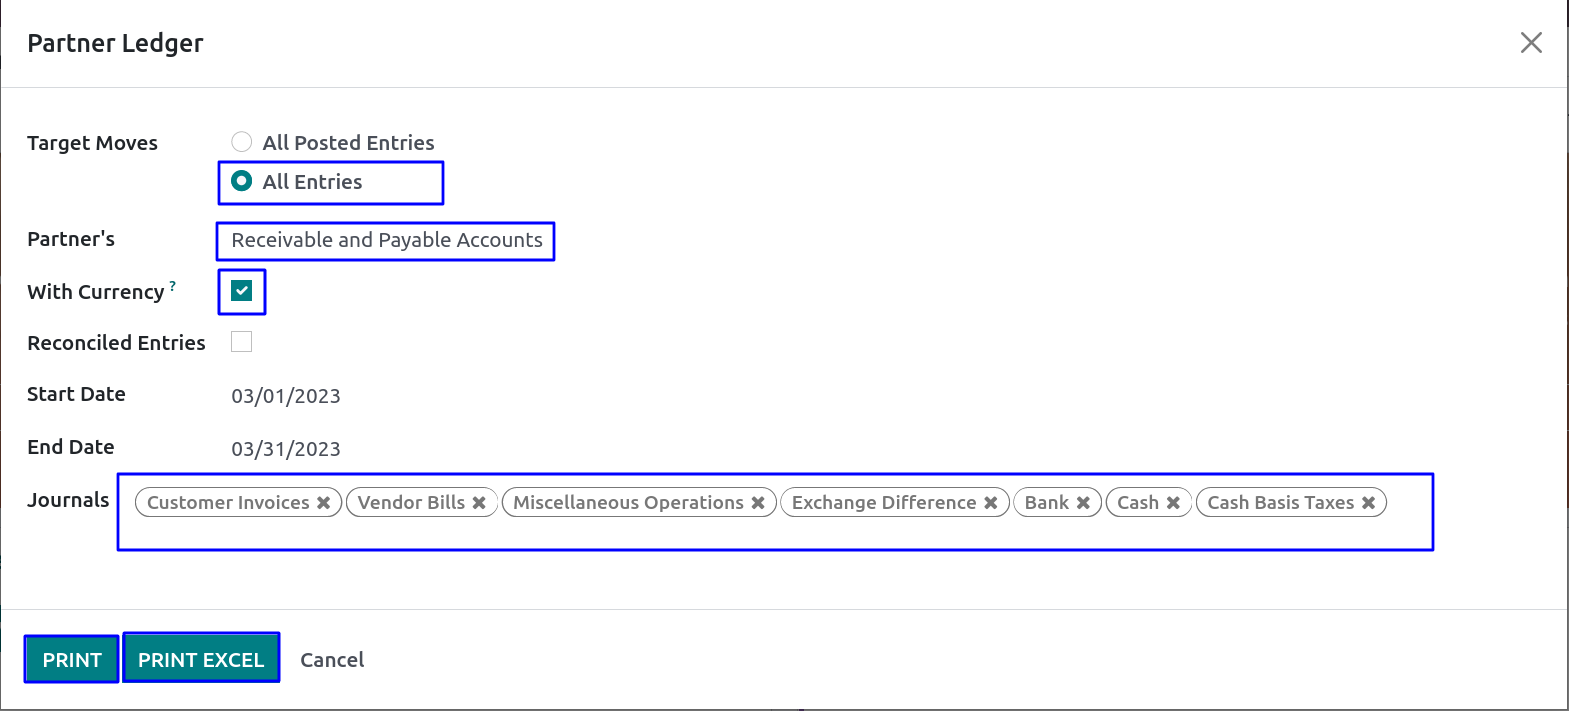 Partner Ledger
Target Moves All Posted Entries
All Entries
Partner's Receivable and Payable Accounts
With Currency ?
Reconciled Entries
Start Date 03/01/2023
End Date 03/31/2023
Journals Customer Invoices Vendor Bills Miscellaneous Operations Exchange Difference Bank Cash Cash Basis Taxes
PRINT PRINT EXCEL Cancel